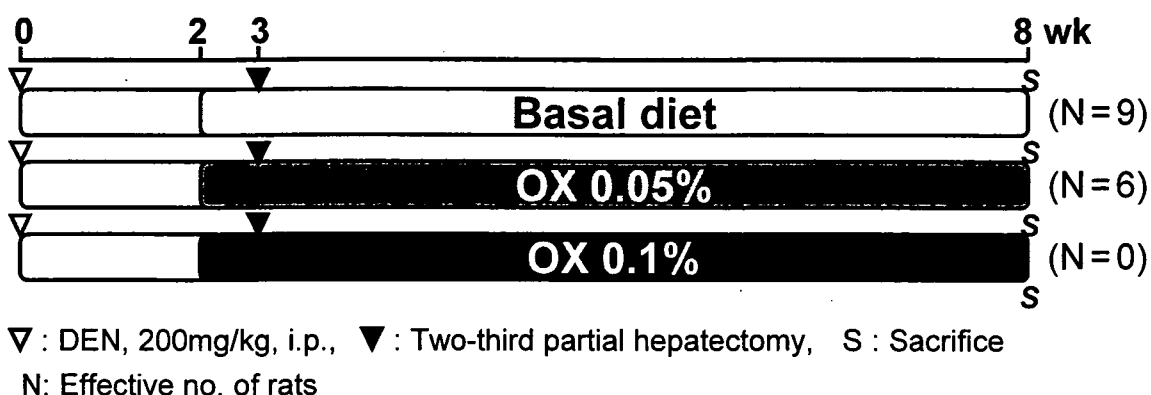 0 2 3 8 wk
S
Basal diet (N=9)
S
OX 0.05% (N=6)
S
OX 0.1% (N=0)
S
▽ : DEN, 200mg/kg, i.p., ▼ : Two-third partial hepatectomy, S : Sacrifice
N: Effective no. of rats